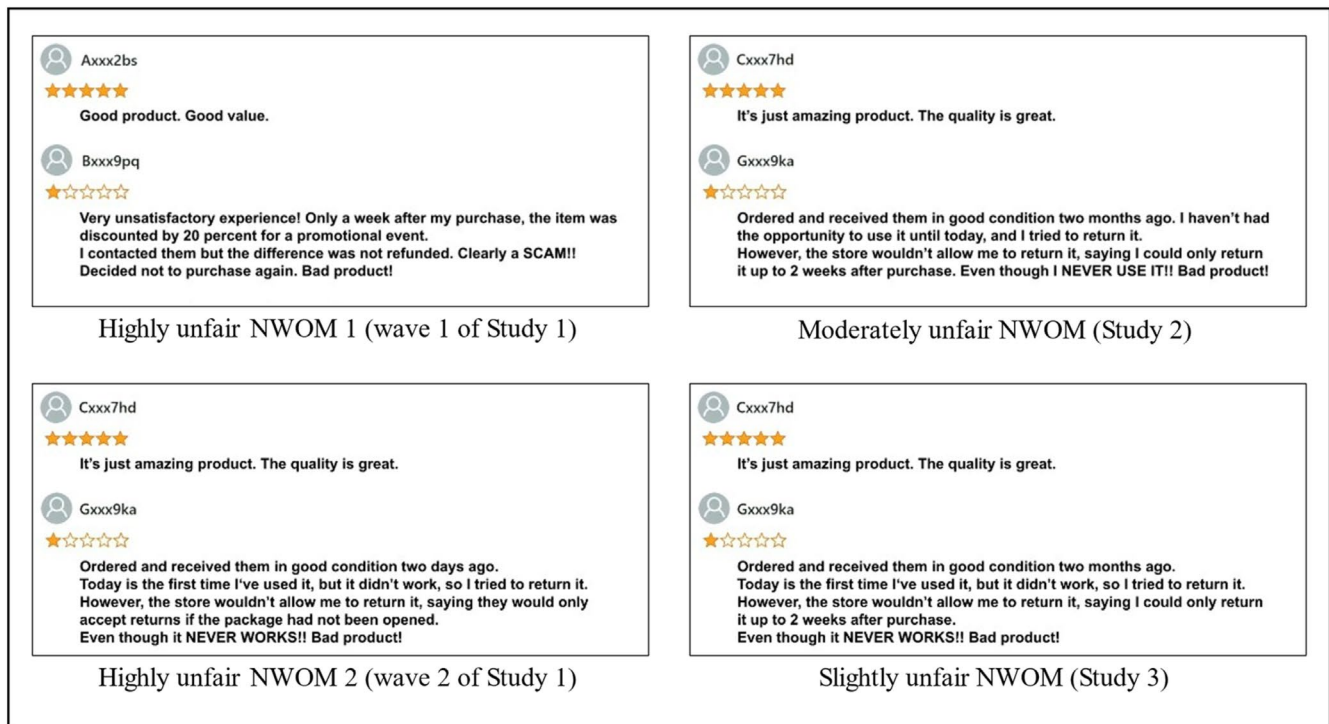 Axxx2bs
Good product. Good value.
Bxxx9pq
Very unsatisfactory experience! Only a week after my purchase, the item was
discounted by 20 percent for a promotional event.
I contacted them but the difference was not refunded. Clearly a SCAM!!
Decided not to purchase again. Bad product!
Highly unfair NWOM 1 (wave 1 of Study 1)
Cxxx7hd
It's just amazing product. The quality is great.
Gxxx9ka
Ordered and received them in good condition two months ago. I haven't had
the opportunity to use it until today, and I tried to return it.
However, the store wouldn't allow me to return it, saying I could only return
it up to 2 weeks after purchase. Even though I NEVER USE IT!! Bad product!
Moderately unfair NWOM (Study 2)
Cxxx7hd
It's just amazing product. The quality is great.
Gxxx9ka
Ordered and received them in good condition two days ago.
Today is the first time I've used it, but it didn't work, so I tried to return it.
However, the store wouldn't allow me to return it, saying they would only
accept returns if the package had not been opened.
Even though it NEVER WORKS!! Bad product!
Highly unfair NWOM 2 (wave 2 of Study 1)
Cxxx7hd
It's just amazing product. The quality is great.
Gxxx9ka
Ordered and received them in good condition two months ago.
Today is the first time I've used it, but it didn't work, so I tried to return it.
However, the store wouldn't allow me to return it, saying I could only return
it up to 2 weeks after purchase.
Even though it NEVER WORKS!! Bad product!
Slightly unfair NWOM (Study 3)